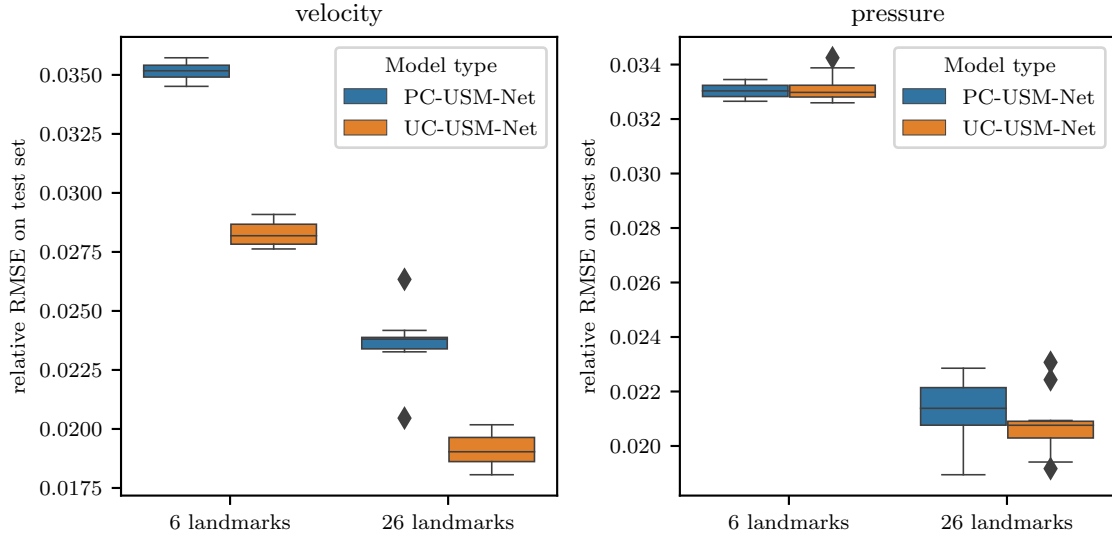 velocity
relative RMSE on test set
0.0350
0.0325
0.0300
0.0275
0.0250
0.0225
0.0200
0.0175
Model type
PC-USM-Net
UC-USM-Net
6 landmarks
26 landmarks
pressure
relative RMSE on test set
0.034
0.032
0.030
0.028
0.026
0.024
0.022
0.020
Model type
PC-USM-Net
UC-USM-Net
6 landmarks
26 landmarks